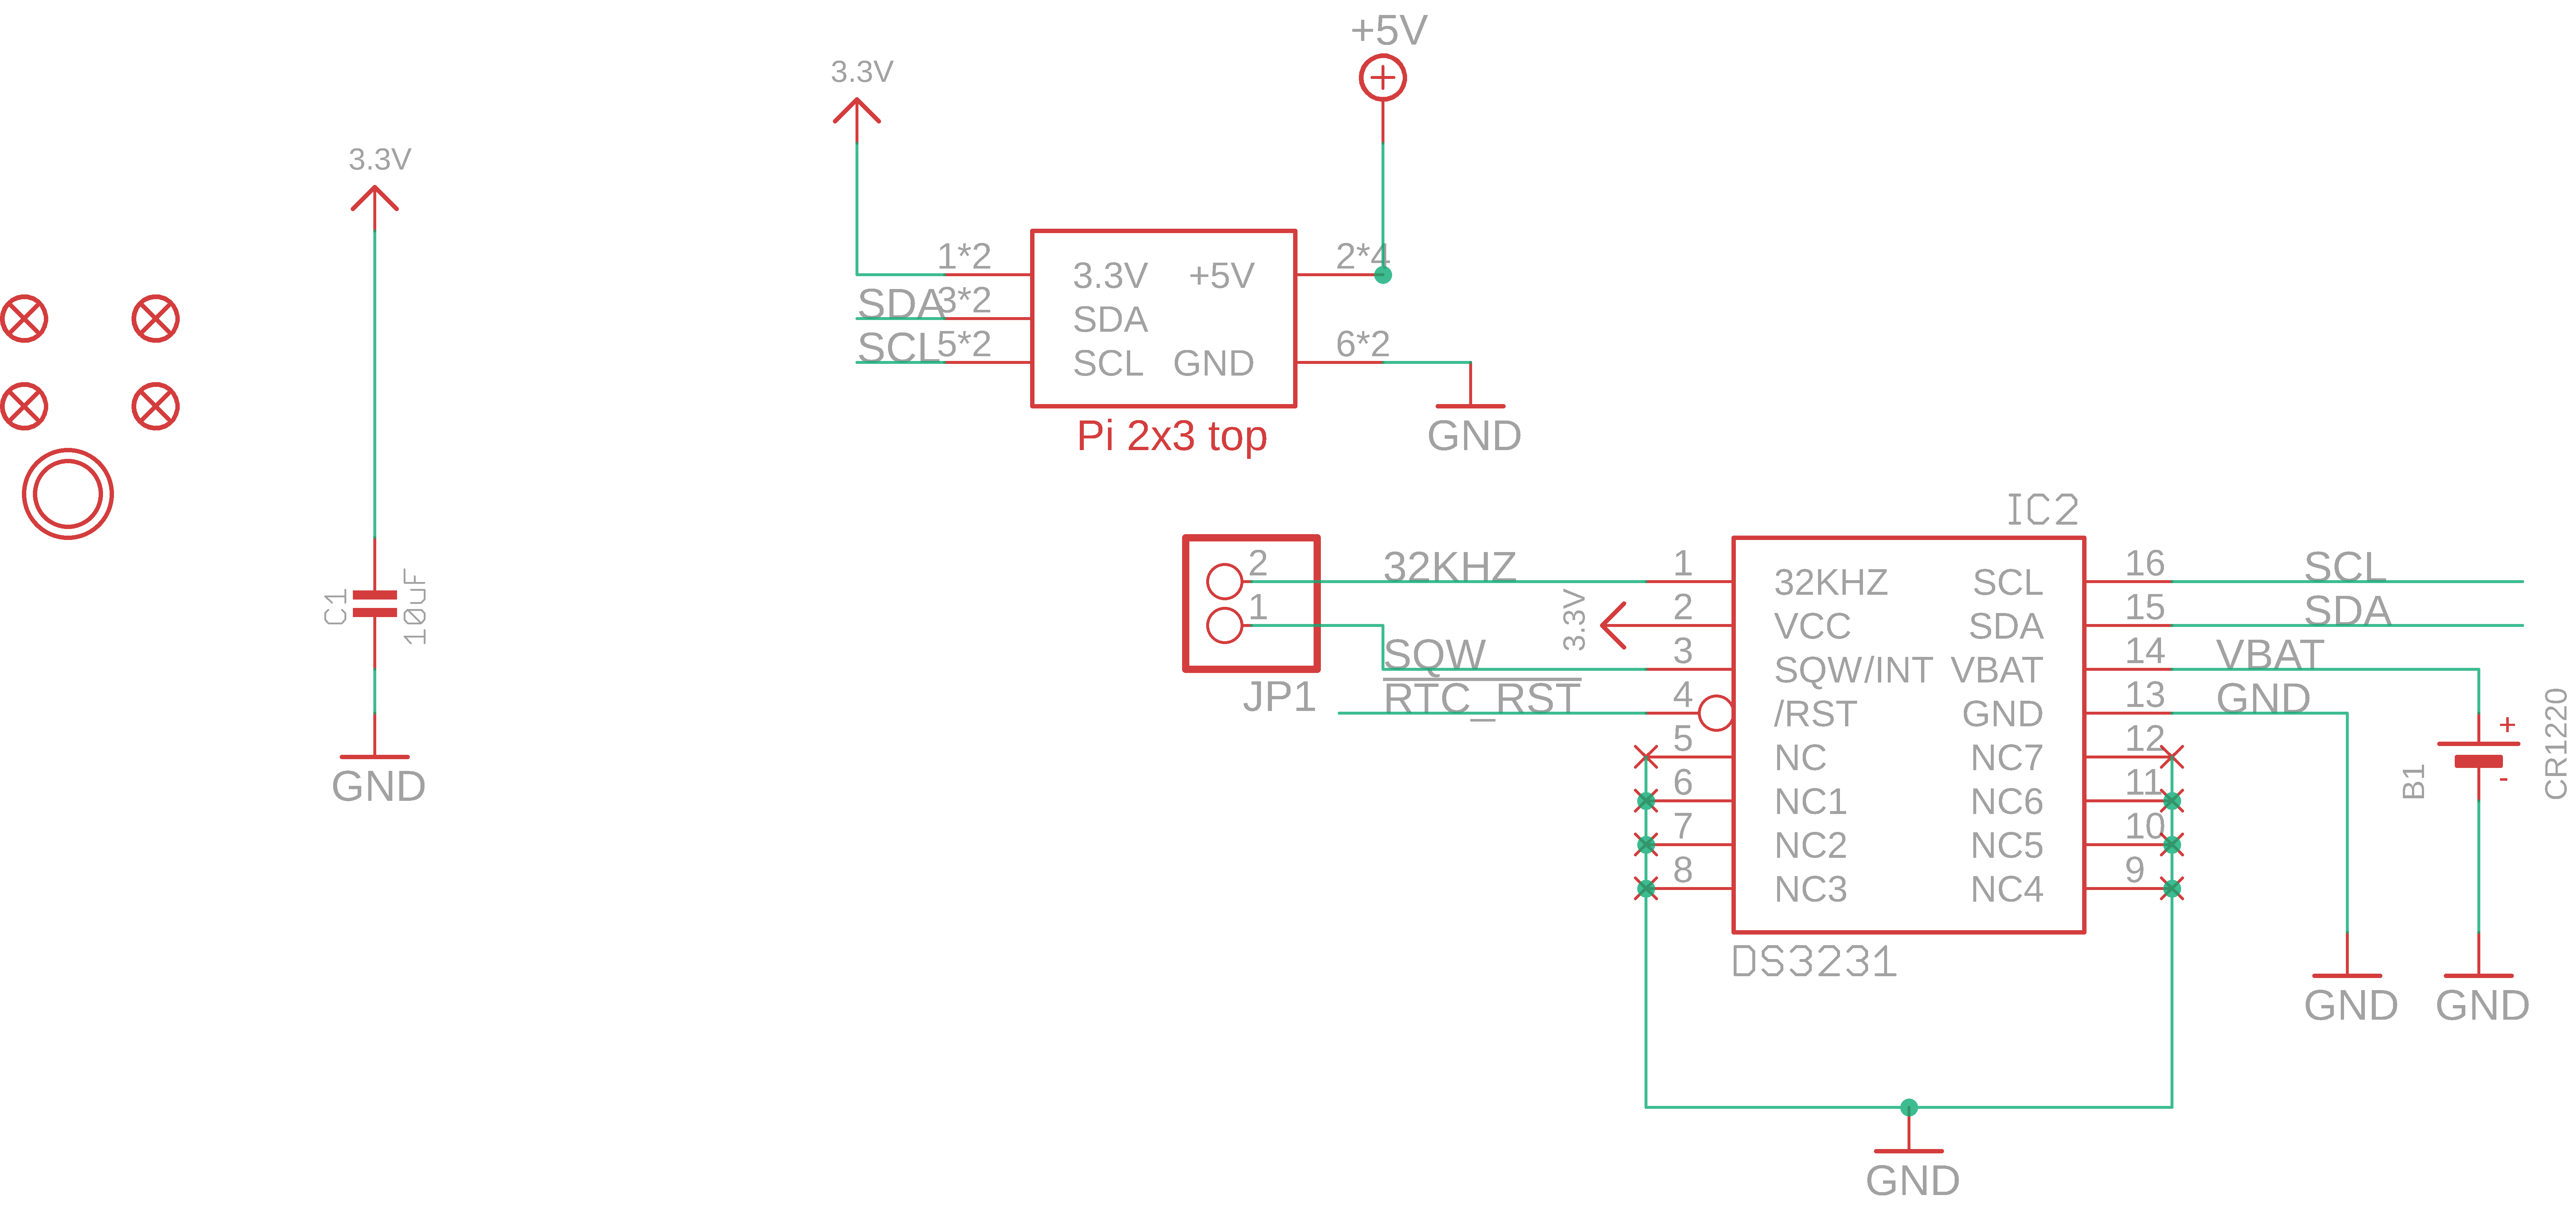 +5V
3.3V
3.3V
1*2
3.3V
+5V
2*4
SDA
3*2
SDA
SCL
5*2
SCL
GND
6*2
Pi 2x3 top
GND
C1
10uF
GND
IC2
2
32KHZ
1
32KHZ
SCL
16
SCL
1
3.3V
2
VCC
SDA
15
SDA
SQW
3
SQW/INT
VBAT
14
VBAT
JP1
RTC_RST
4
/RST
GND
13
GND
5
NC
NC7
12
6
NC1
NC6
11
7
NC2
NC5
10
8
NC3
NC4
9
+
-
B1
CR1220
DS3231
GND
GND
GND